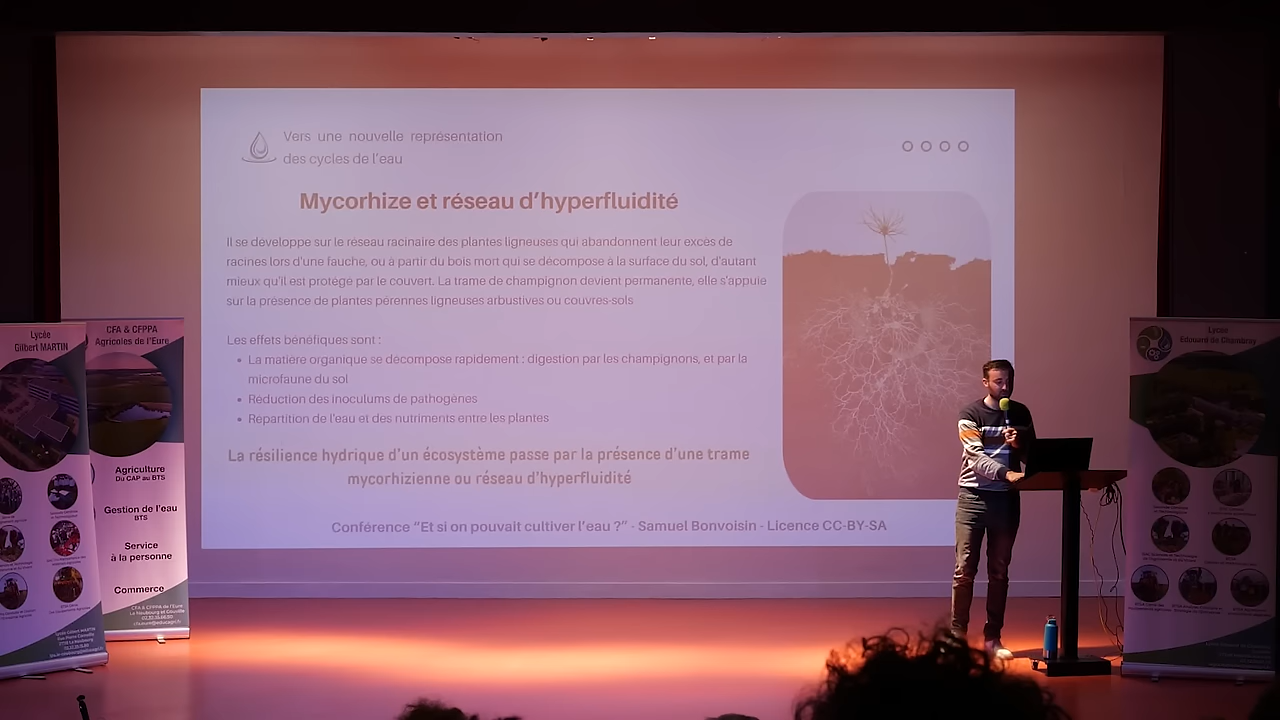 Vers une nouvelle représentation
des cycles de l'eau
Mycorhize et réseau d'hyperfluidité
Il se développe sur le réseau racinaire des plantes ligneuses qui abandonnent leur excès de
racines lors d'une fauche, ou à partir du bois mort qui se décompose à la surface du sol, d'autant
mieux qu'il est protégé par le couvert. La trame de champignon devient permanente, elle s'appuie
sur la présence de plantes pérennes ligneuses arbustives ou couvres-sols
Les effets bénéfiques sont :
• La matière organique se décompose rapidement : digestion par les champignons, et par la
microfaune du sol
• Réduction des inoculums de pathogènes
• Repartition de l'eau et des nutriments entre les plantes
La résilience hydrique d'un écosystème passe par la présence d'une trame
mycorhizienne ou réseau d'hyperfluidité
Conférence "Et si on pouvait cultiver l'eau ?" - Samuel Bonvoisin - Licence CC-BY-SA
Lycée
Gilbert MARTIN
CFA & CFPPA
Agricoles de l'Eure
Agriculture
Du CAP au BTS
Gestion de l'eau
BTS
Service
à la personne
Commerce
CFA & CFPPA de l'Eure
Lycée
Edouard de Chambray